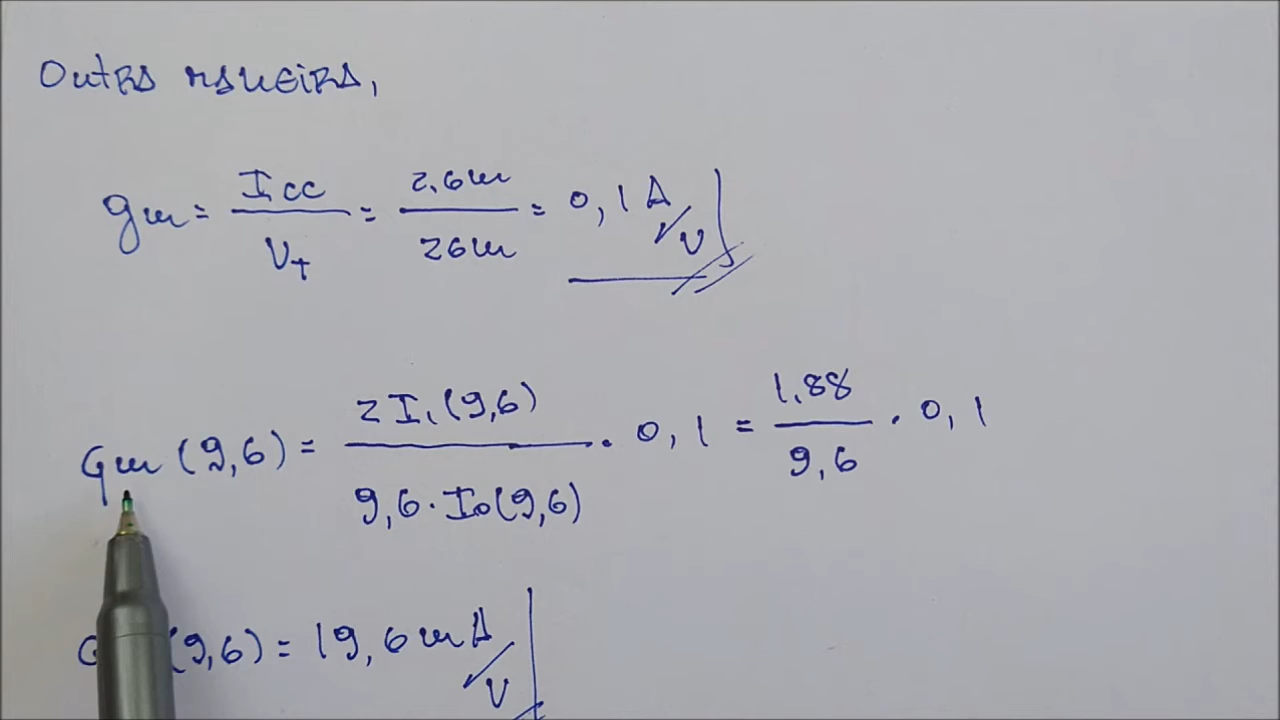 Outra maneira,
gm = Icc / VT = 2.6m / 26m = 0,1 A/V
Gm (9,6) = 2I1(9,6) / 9,6 · I0(9,6) · 0,1 = 1.88 / 9,6 · 0,1
G (9,6) = 19,6 mA/V